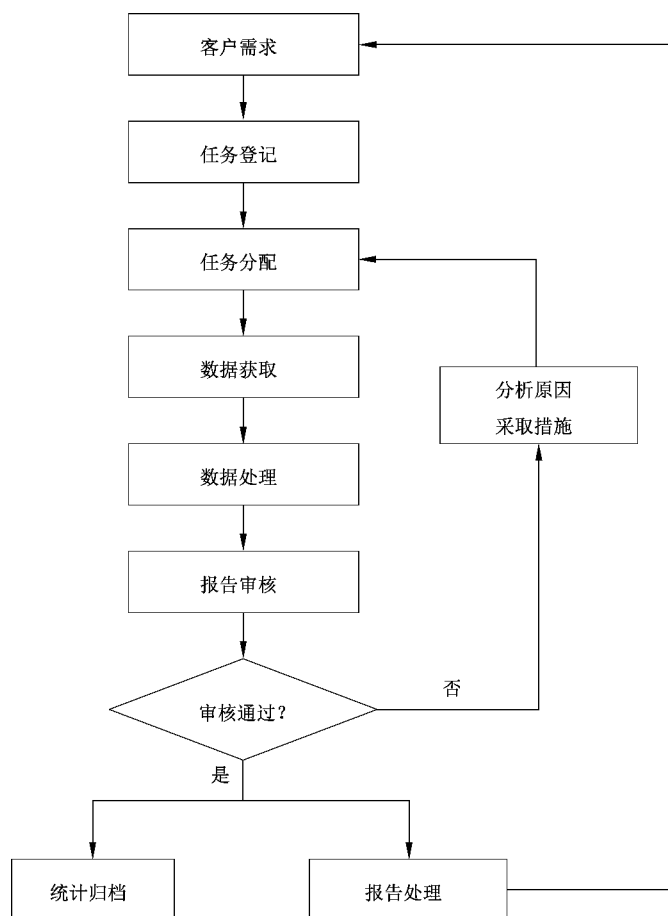 客户需求
任务登记
任务分配
数据获取
分析原因
采取措施
数据处理
报告审核
审核通过?
否
是
统计归档
报告处理